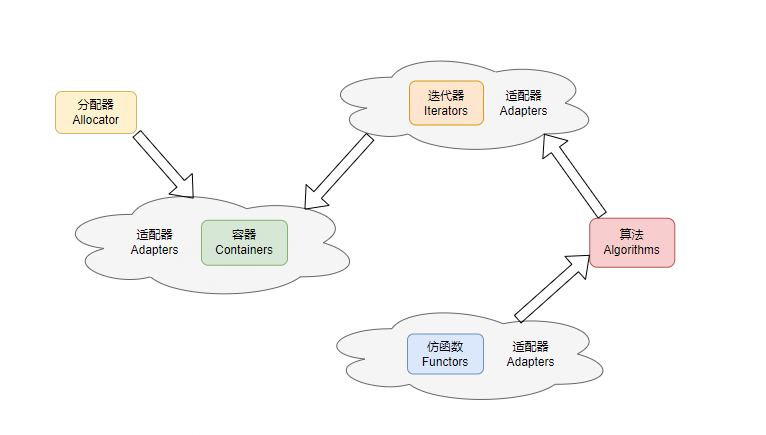 分配器
Allocator
迭代器
Iterators
适配器
Adapters
适配器
Adapters
容器
Containers
算法
Algorithms
仿函数
Functors
适配器
Adapters